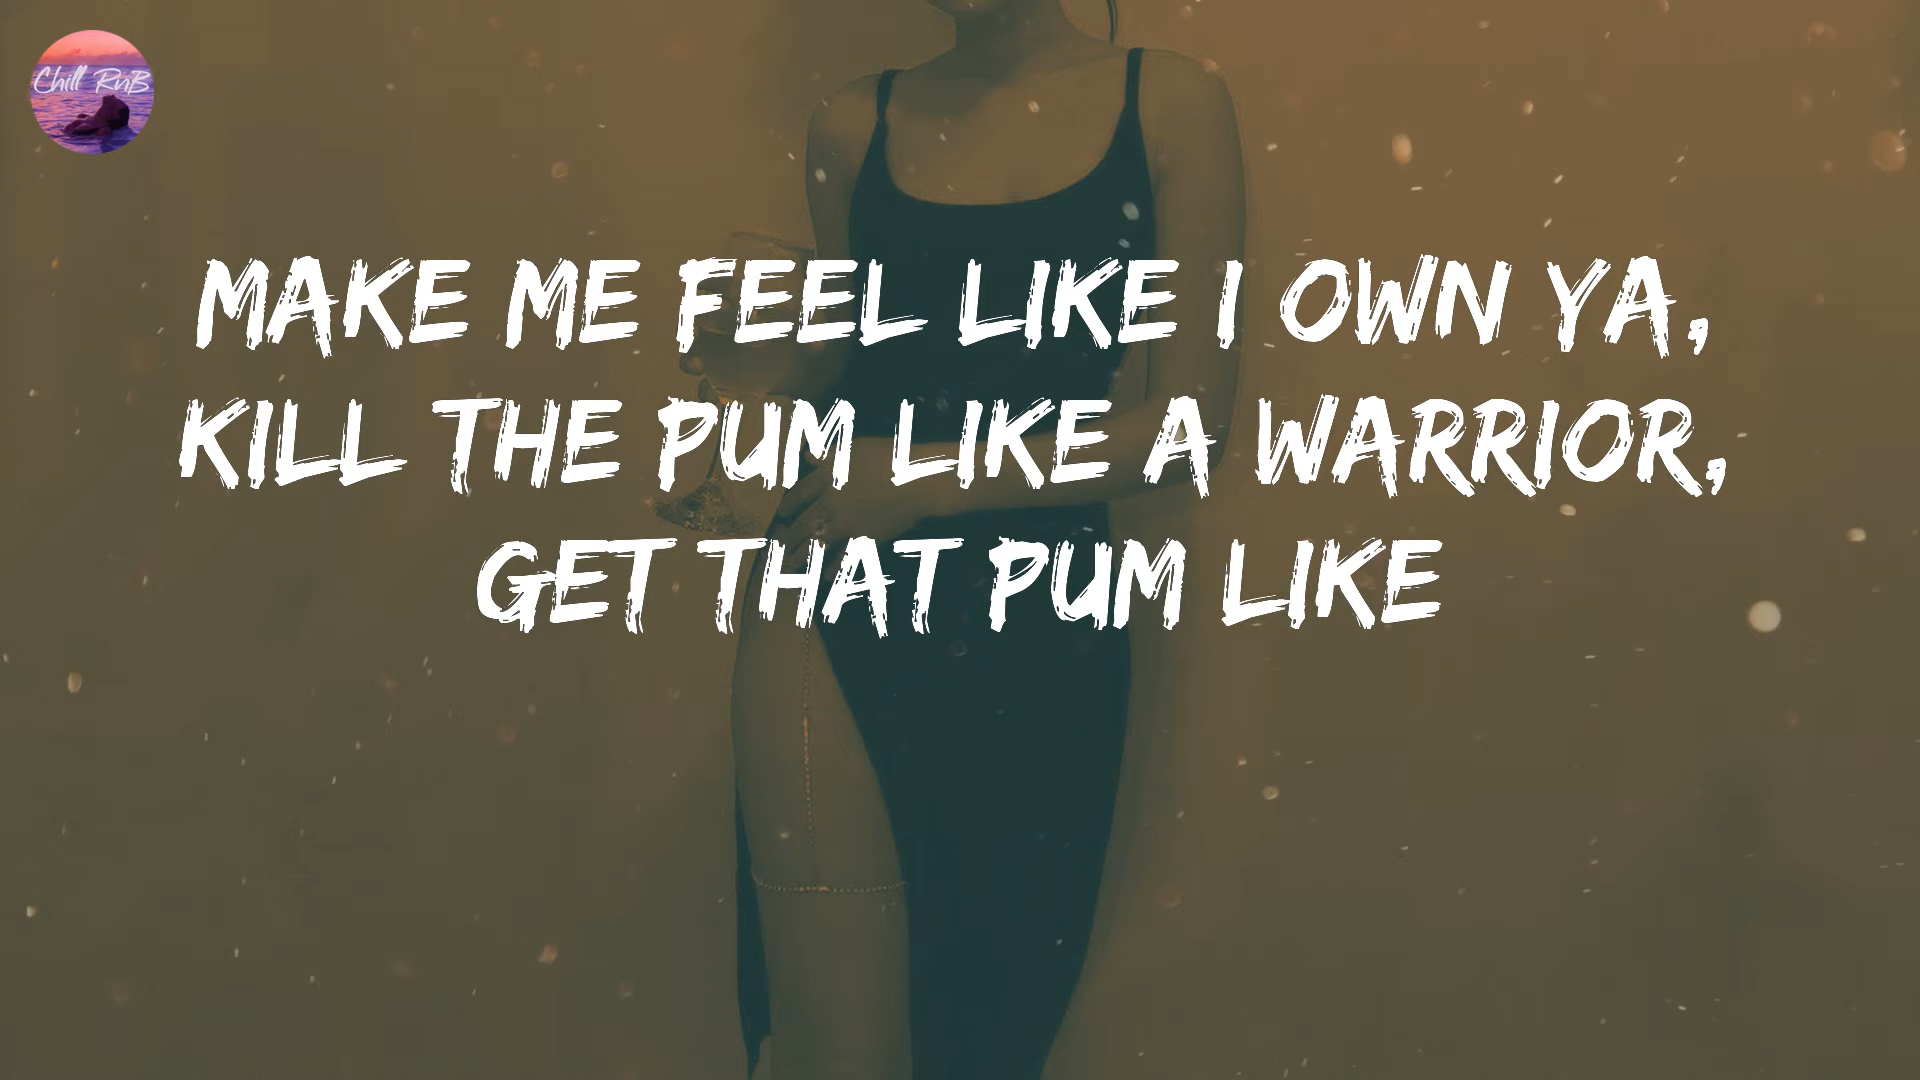 Chill RnB
MAKE ME FEEL LIKE I OWN YA,
KILL THE PUM LIKE A WARRIOR,
GET THAT PUM LIKE